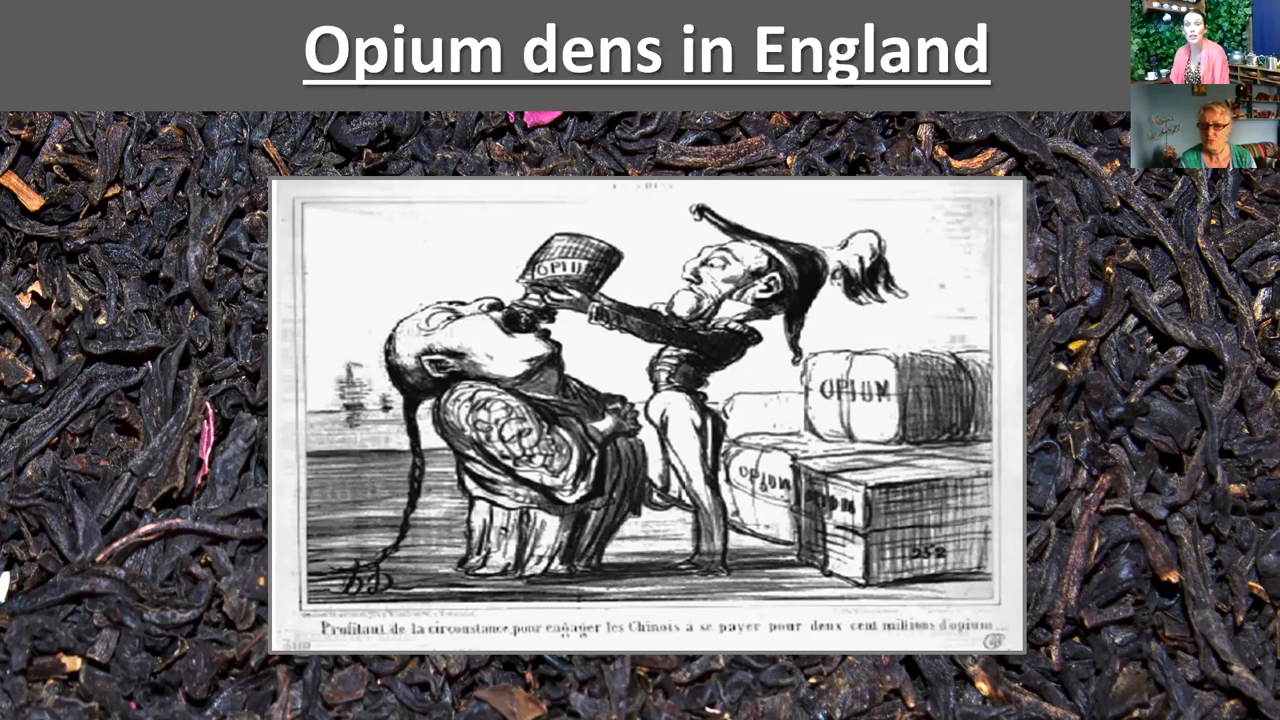 Opium dens in England
OPIUM
OPIUM
OPIUM
OPIUM
252
h.D
Profitant de la circonstance pour engager les Chinois a se payer pour deux cent millions d'opium...